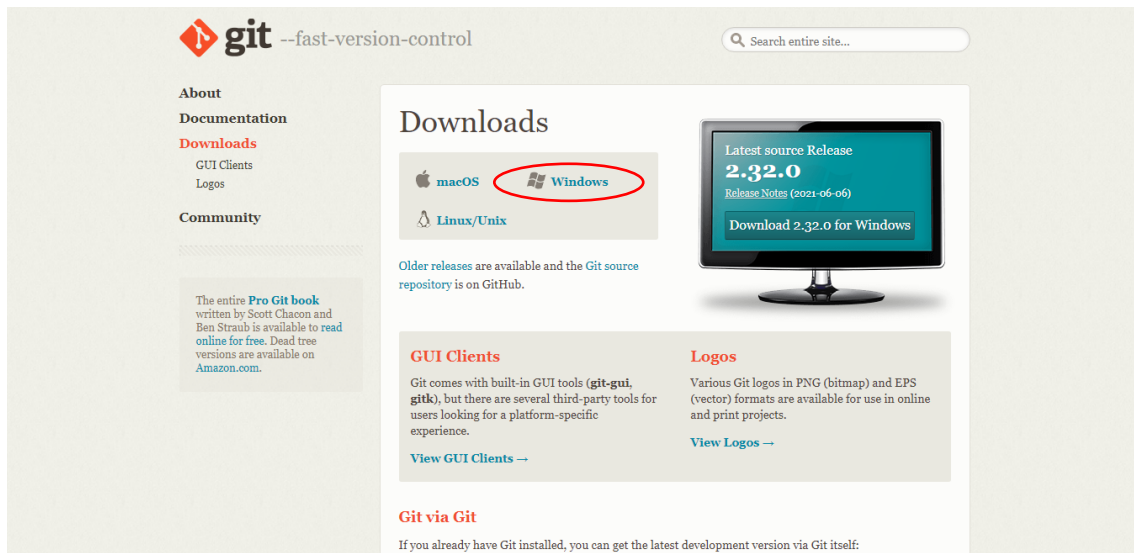 git --fast-version-control
Search entire site...
About
Documentation
Downloads
GUI Clients
Logos
Community
The entire Pro Git book
written by Scott Chacon and
Ben Straub is available to read
online for free. Dead tree
versions are available on
Amazon.com.
Downloads
macOS
Windows
Linux/Unix
Older releases are available and the Git source
repository is on GitHub.
Latest source Release
2.32.0
Release Notes (2021-06-06)
Download 2.32.0 for Windows
GUI Clients
Git comes with built-in GUI tools (git-gui,
gitk), but there are several third-party tools for
users looking for a platform-specific
experience.
View GUI Clients →
Logos
Various Git logos in PNG (bitmap) and EPS
(vector) formats are available for use in online
and print projects.
View Logos →
Git via Git
If you already have Git installed, you can get the latest development version via Git itself: